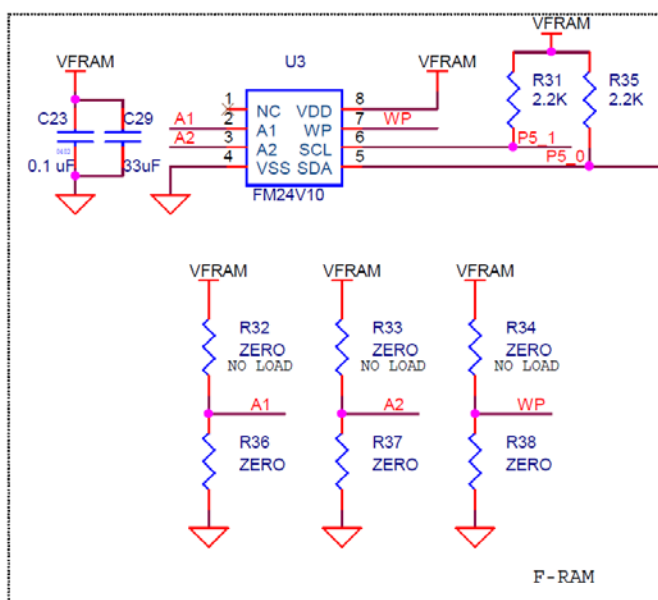 VFRAM
C23
C29
0402
0.1 uF
33uF
U3
1
NC
VDD
8
VFRAM
A1
2
A1
WP
7
WP
A2
3
A2
SCL
6
4
VSS
SDA
5
FM24V10
VFRAM
R31
2.2K
R35
2.2K
P5_1
P5_0
VFRAM
R32
ZERO
NO LOAD
A1
R36
ZERO
VFRAM
R33
ZERO
NO LOAD
A2
R37
ZERO
VFRAM
R34
ZERO
NO LOAD
WP
R38
ZERO
F-RAM